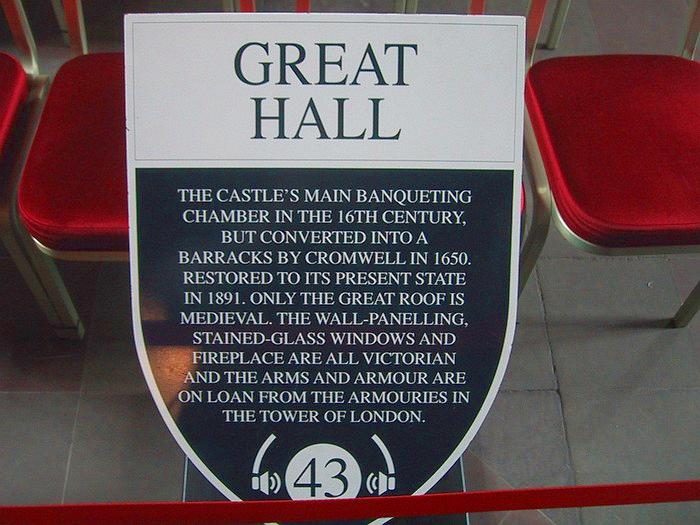 GREAT
HALL
THE CASTLE'S MAIN BANQUETING
CHAMBER IN THE 16TH CENTURY,
BUT CONVERTED INTO A
BARRACKS BY CROMWELL IN 1650.
RESTORED TO ITS PRESENT STATE
IN 1891. ONLY THE GREAT ROOF IS
MEDIEVAL. THE WALL-PANELLING,
STAINED-GLASS WINDOWS AND
FIREPLACE ARE ALL VICTORIAN
AND THE ARMS AND ARMOUR ARE
ON LOAN FROM THE ARMOURIES IN
THE TOWER OF LONDON.
43